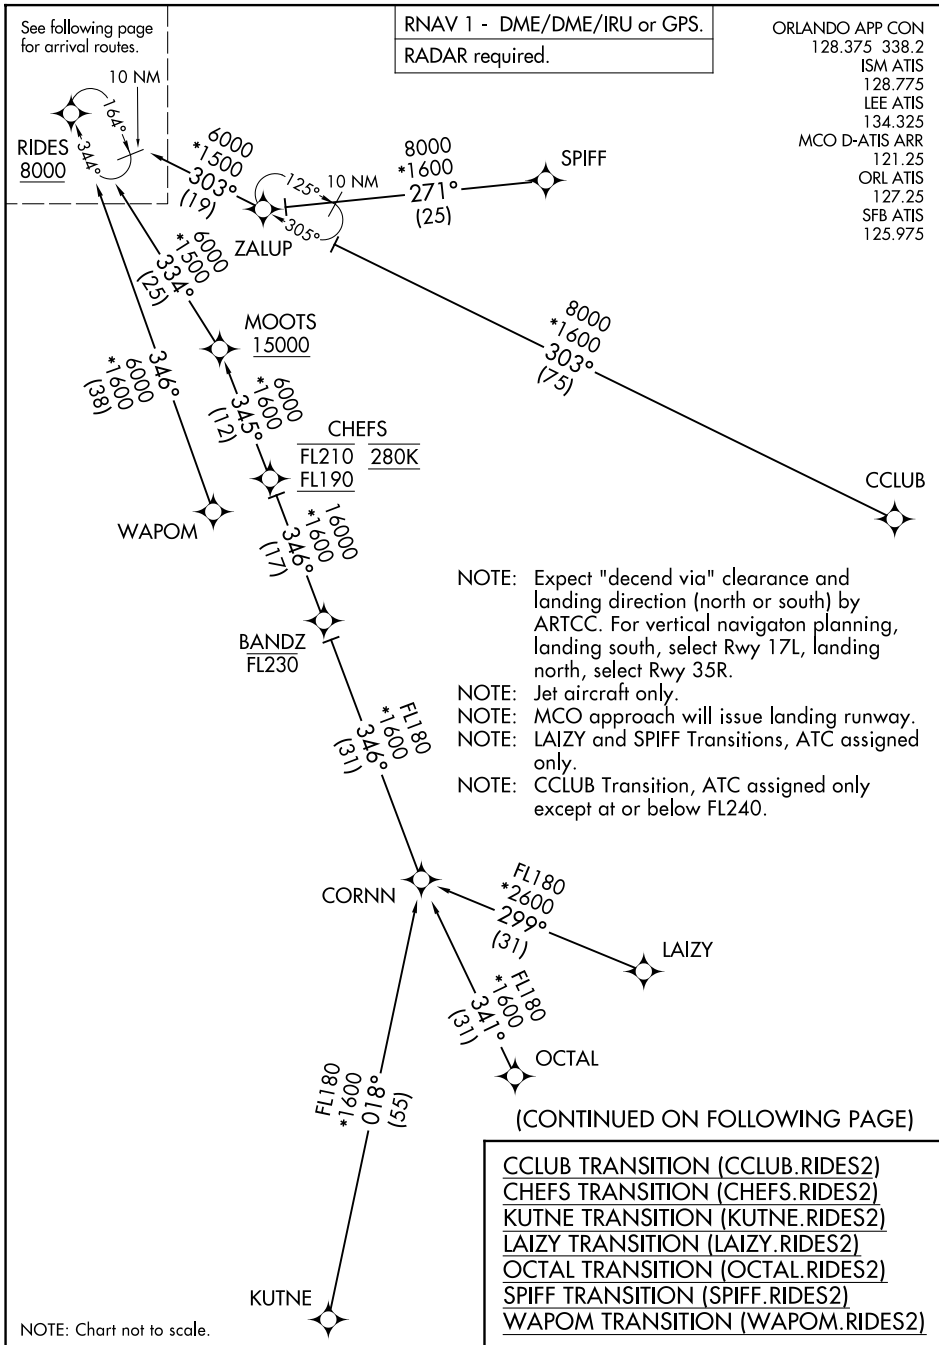 See following page
for arrival routes.
RNAV 1 - DME/DME/IRU or GPS.
RADAR required.
ORLANDO APP CON
128.375 338.2
ISM ATIS
128.775
LEE ATIS
134.325
MCO D-ATIS ARR
121.25
ORL ATIS
127.25
SFB ATIS
125.975
10 NM
164°
344°
RIDES
8000
6000
*1500
303°
(19)
ZALUP
125°
305°
10 NM
8000
*1600
271°
(25)
SPIFF
6000
*1500
334°
(25)
MOOTS
15000
8000
*1600
303°
(75)
CCLUB
6000
*1600
346°
(38)
WAPOM
6000
*1600
345°
(12)
CHEFS
FL210 280K
FL190
16000
*1600
346°
(17)
BANDZ
FL230
NOTE: Expect "decend via" clearance and
landing direction (north or south) by
ARTCC. For vertical navigaton planning,
landing south, select Rwy 17L, landing
north, select Rwy 35R.
NOTE: Jet aircraft only.
NOTE: MCO approach will issue landing runway.
NOTE: LAIZY and SPIFF Transitions, ATC assigned
only.
NOTE: CCLUB Transition, ATC assigned only
except at or below FL240.
FL180
*1600
346°
(31)
CORNN
FL180
*2600
299°
(31)
LAIZY
FL180
*1600
341°
(31)
OCTAL
FL180
*1600
018°
(55)
KUTNE
(CONTINUED ON FOLLOWING PAGE)
CCLUB TRANSITION (CCLUB.RIDES2)
CHEFS TRANSITION (CHEFS.RIDES2)
KUTNE TRANSITION (KUTNE.RIDES2)
LAIZY TRANSITION (LAIZY.RIDES2)
OCTAL TRANSITION (OCTAL.RIDES2)
SPIFF TRANSITION (SPIFF.RIDES2)
WAPOM TRANSITION (WAPOM.RIDES2)
NOTE: Chart not to scale.